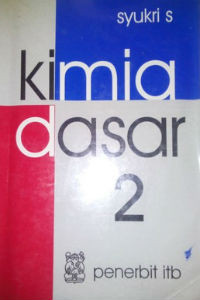 syukri s
kimia
dasar
2
penerbit itb